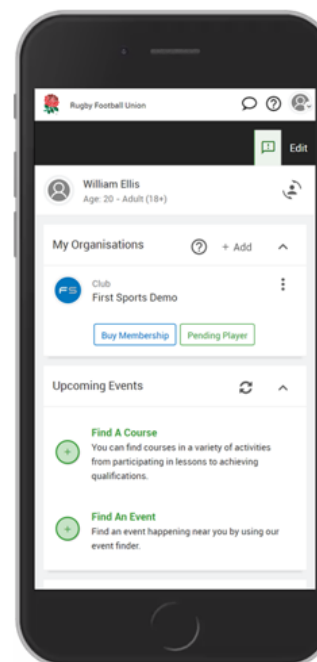 Rugby Football Union
Edit
William Ellis
Age: 20 - Adult (18+)
My Organisations
+ Add
FS
Club
First Sports Demo
Buy Membership
Pending Player
Upcoming Events
Find A Course
You can find courses in a variety of activities
from participating in lessons to achieving
qualifications.
Find An Event
Find an event happening near you by using our
event finder.